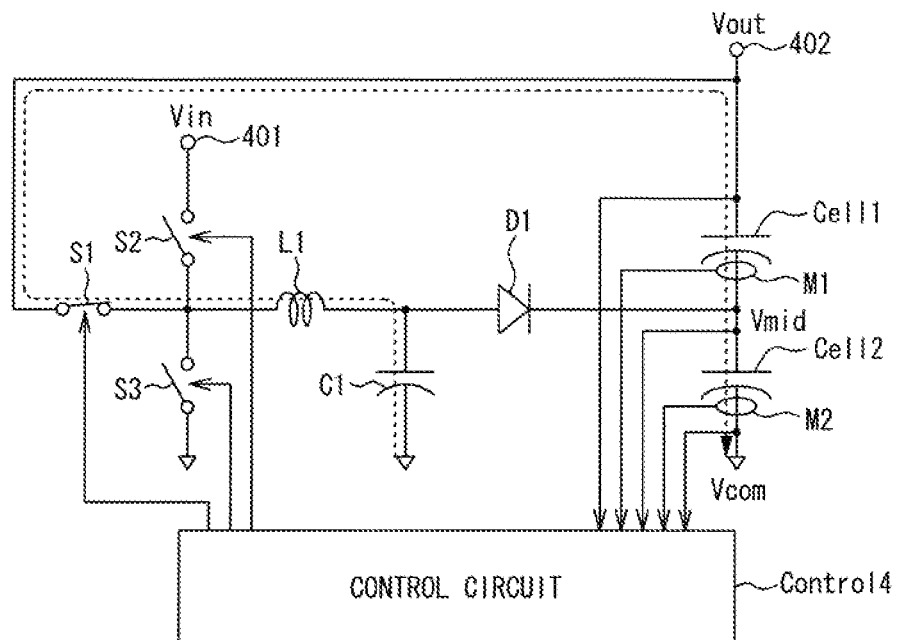 Vout
402
Vin
401
S2
S1
L1
D1
Cell1
M1
Vmid
Cell2
S3
C1
M2
Vcom
CONTROL CIRCUIT
Control4